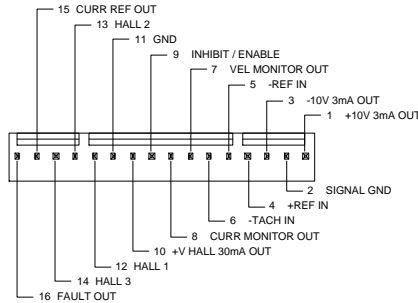 15 CURR REF OUT
13 HALL 2
11 GND
9 INHIBIT / ENABLE
7 VEL MONITOR OUT
5 -REF IN
3 -10V 3mA OUT
1 +10V 3mA OUT
2 SIGNAL GND
4 +REF IN
6 -TACH IN
8 CURR MONITOR OUT
10 +V HALL 30mA OUT
12 HALL 1
14 HALL 3
16 FAULT OUT